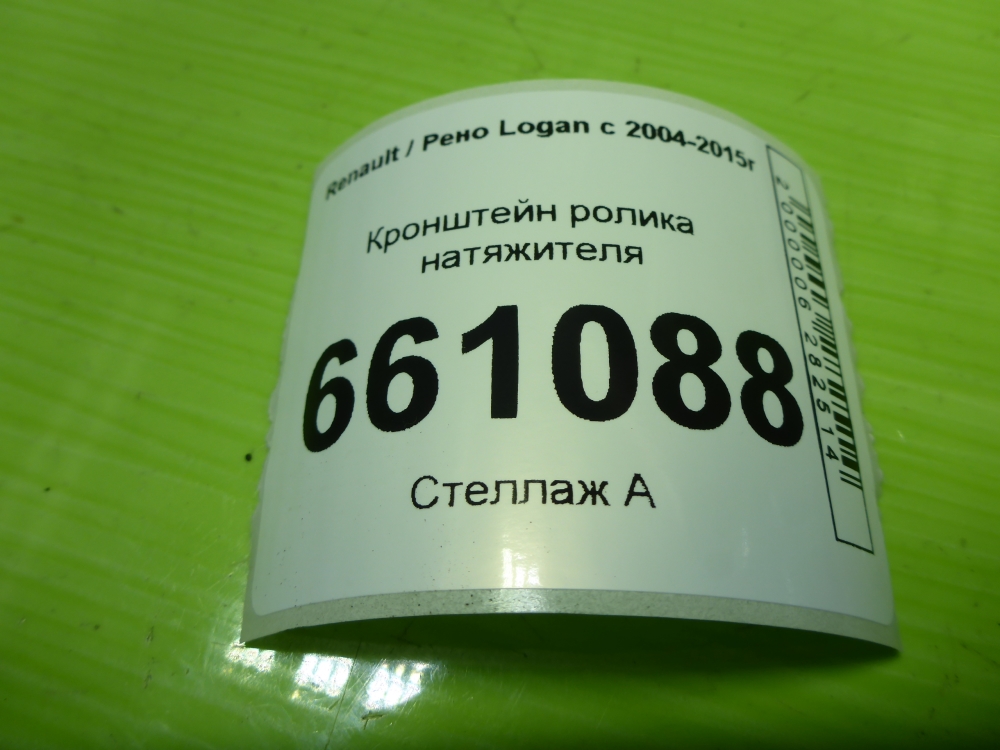 Renault / Рено Logan с 2004-2015г
Кронштейн ролика
натяжителя
661088
Стеллаж А
2000006282514